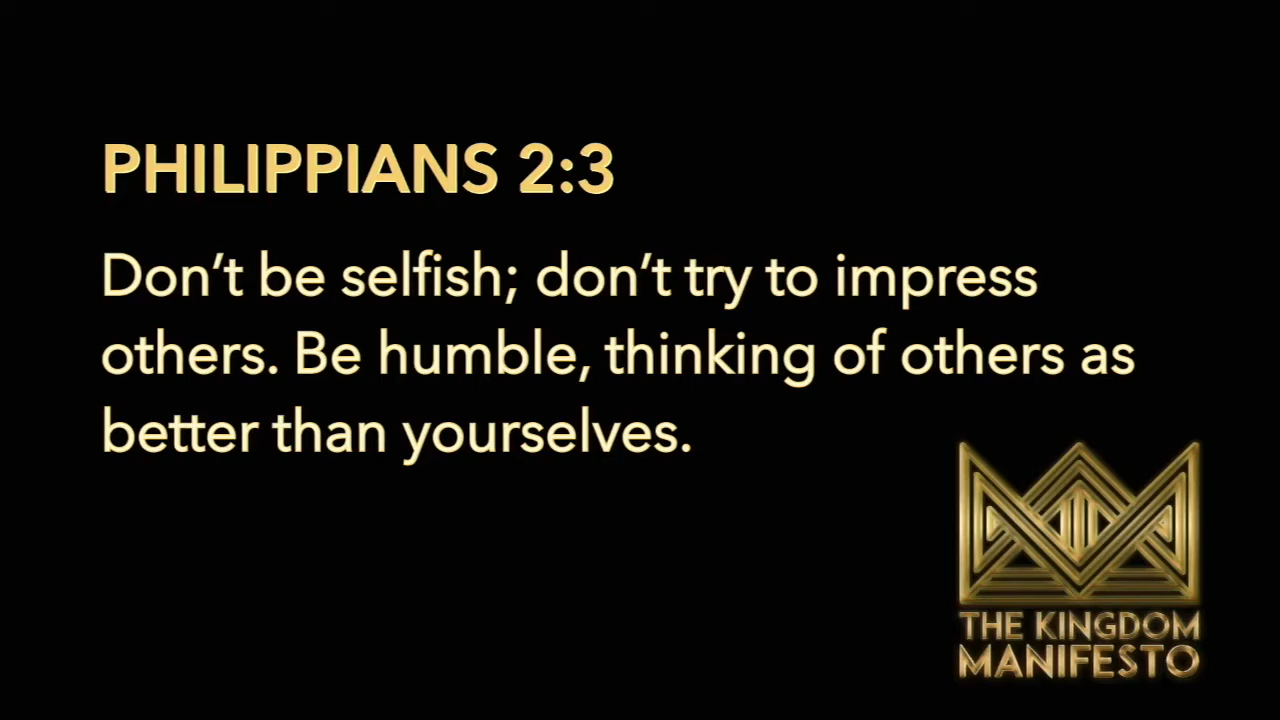 PHILIPPIANS 2:3
Don’t be selfish; don’t try to impress
others. Be humble, thinking of others as
better than yourselves.
THE KINGDOM
MANIFESTO